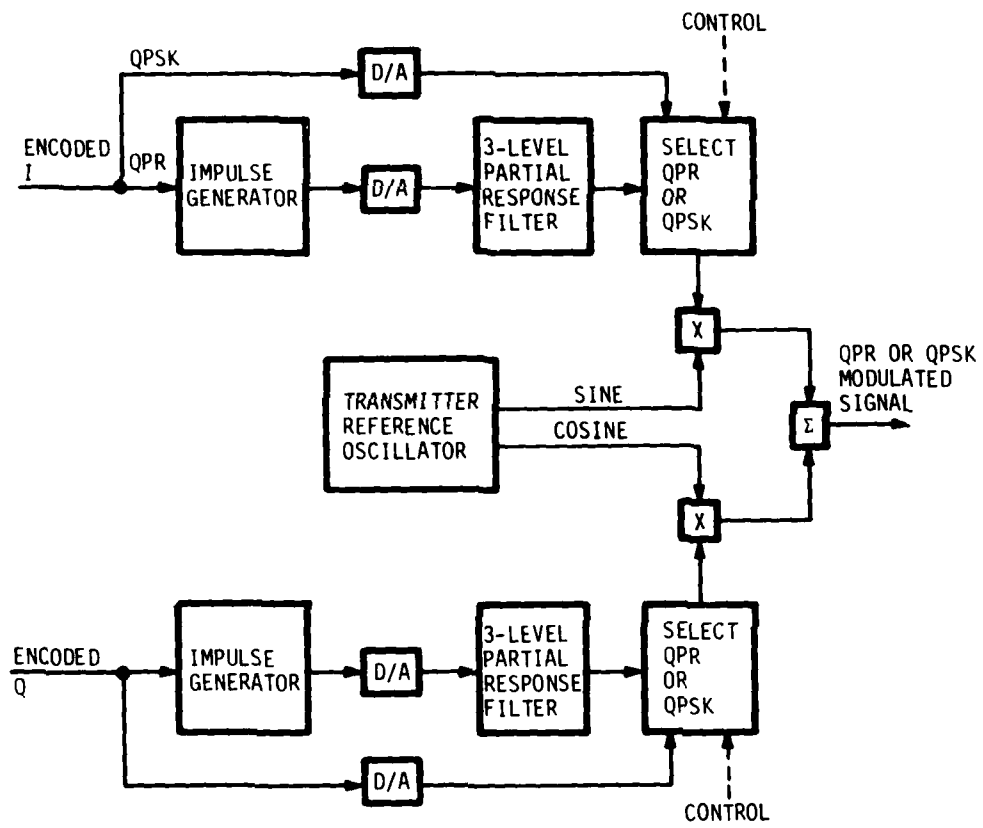 CONTROL
QPSK
D/A
ENCODED
I
QPR
IMPULSE
GENERATOR
D/A
3-LEVEL
PARTIAL
RESPONSE
FILTER
SELECT
QPR
OR
QPSK
X
TRANSMITTER
REFERENCE
OSCILLATOR
SINE
COSINE
QPR OR QPSK
MODULATED
SIGNAL
Σ
X
ENCODED
Q
IMPULSE
GENERATOR
D/A
3-LEVEL
PARTIAL
RESPONSE
FILTER
SELECT
QPR
OR
QPSK
D/A
CONTROL